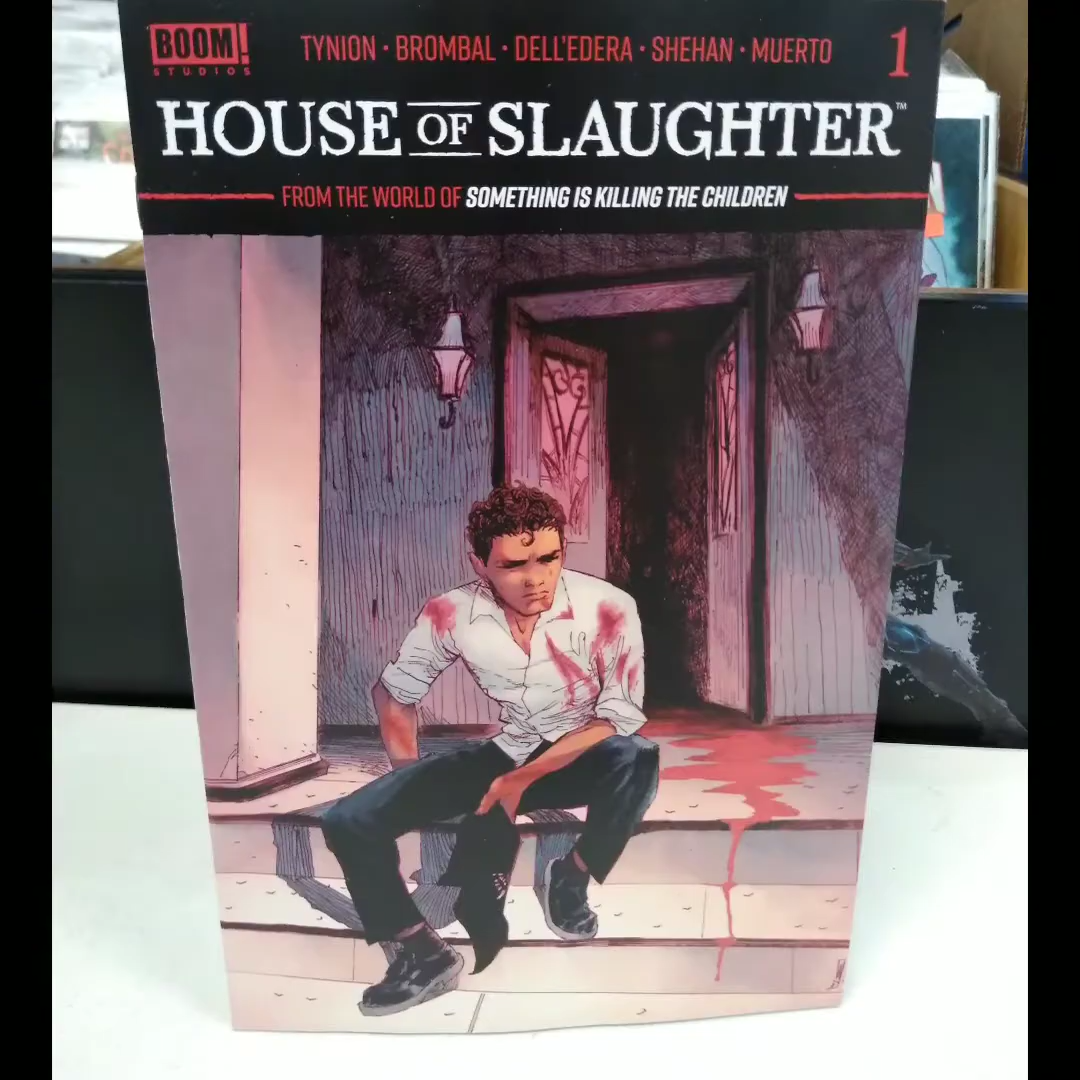 BOOM!
STUDIOS
TYNION · BROMBAL · DELL'EDERA · SHEHAN · MUERTO
1
HOUSE OF SLAUGHTER™
FROM THE WORLD OF SOMETHING IS KILLING THE CHILDREN